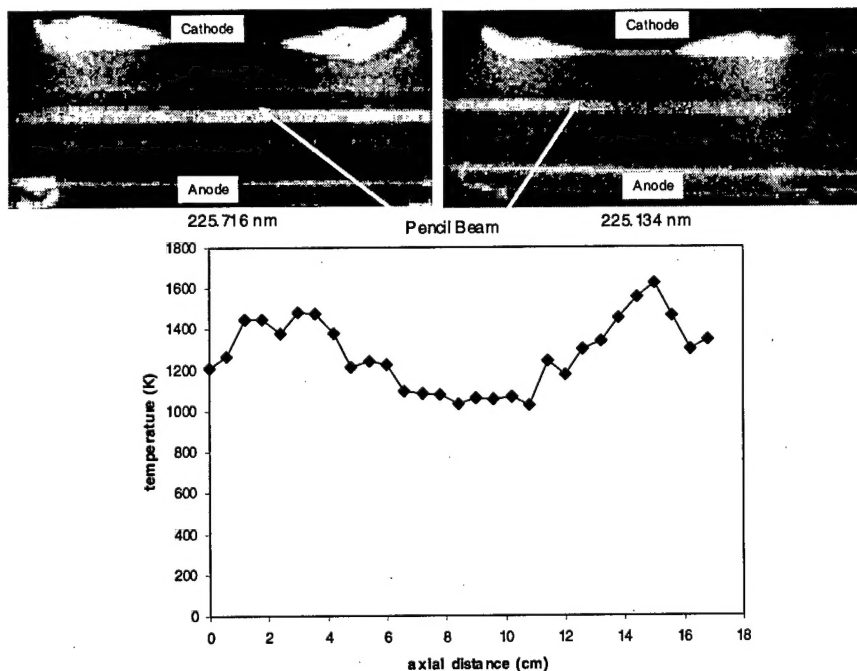 Cathode
Cathode
Anode
Anode
225.716 nm
Pencil Beam
225.134 nm
1800
1600
1400
1200
1000
800
600
400
200
0
temperature (K)
0 2 4 6 8 10 12 14 16 18
axial distance (cm)